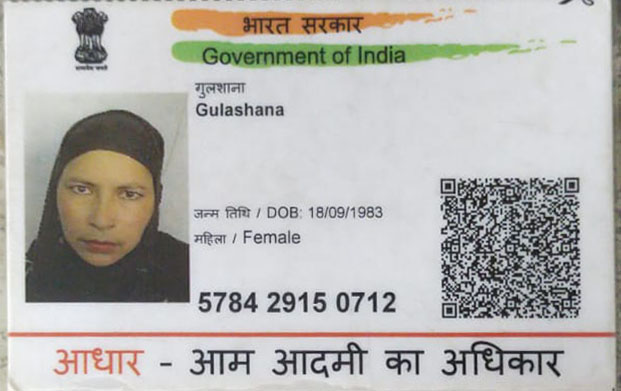 भारत सरकार
Government of India
गुलशाना
Gulashana
जन्म तिथि / DOB: 18/09/1983
महिला / Female
5784 2915 0712
आधार - आम आदमी का अधिकार